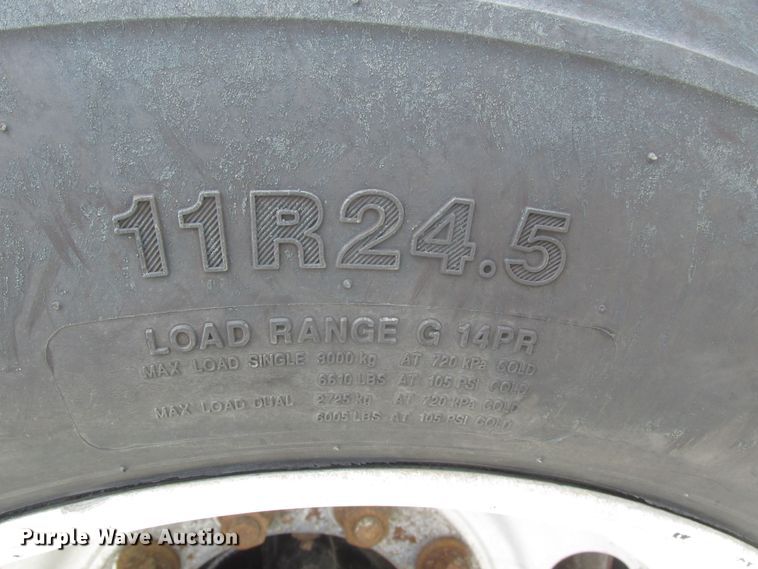 11R24.5
LOAD RANGE G 14PR
MAX LOAD SINGLE 3000 kg AT 720 kPa COLD
6610 LBS AT 105 PSI COLD
MAX LOAD DUAL 2725 kg AT 720 kPa COLD
6005 LBS AT 105 PSI COLD
Purple Wave Auction